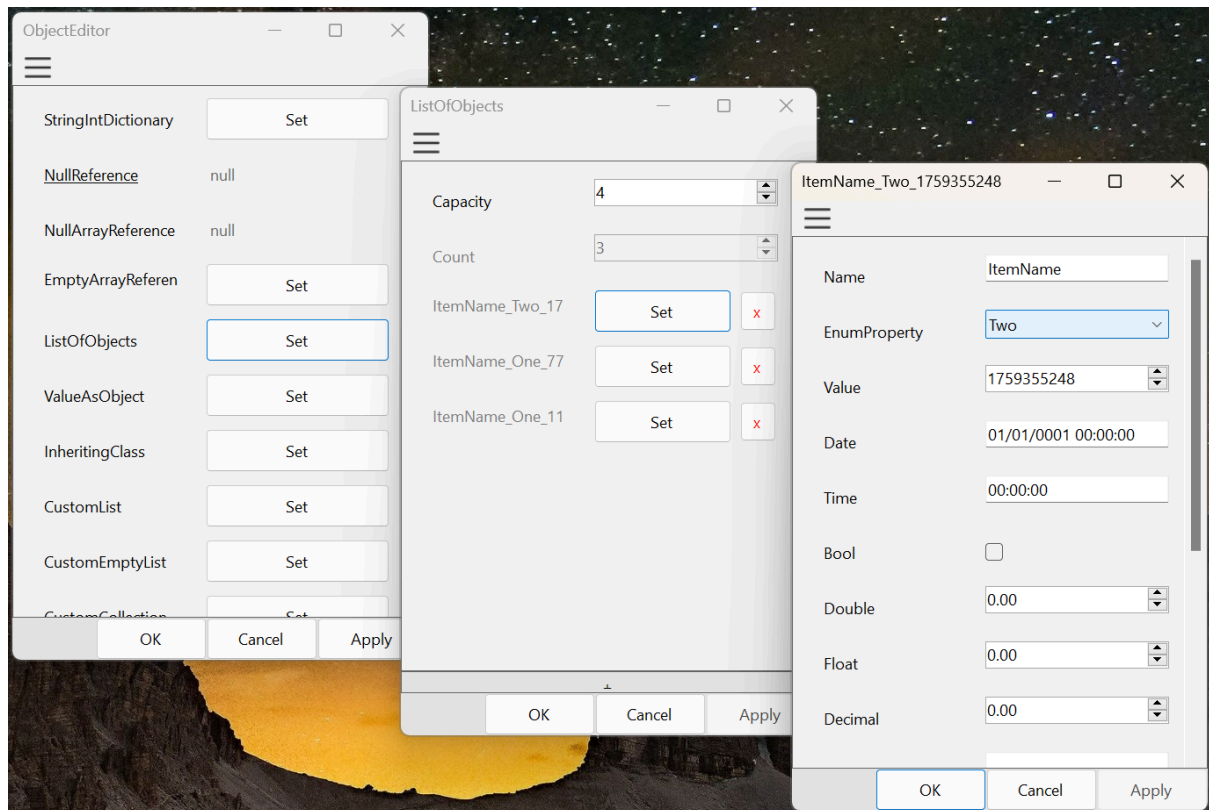 ObjectEditor
StringIntDictionary Set
NullReference null
NullArrayReference null
EmptyArrayReferen Set
ListOfObjects Set
ValueAsObject Set
InheritingClass Set
CustomList Set
CustomEmptyList Set
CustomCollection Set
OK Cancel Apply
ListOfObjects
Capacity 4
Count 3
ItemName_Two_17 Set x
ItemName_One_77 Set x
ItemName_One_11 Set x
+
OK Cancel Apply
ItemName_Two_1759355248
Name ItemName
EnumProperty Two
Value 1759355248
Date 01/01/0001 00:00:00
Time 00:00:00
Bool
Double 0.00
Float 0.00
Decimal 0.00
OK Cancel Apply